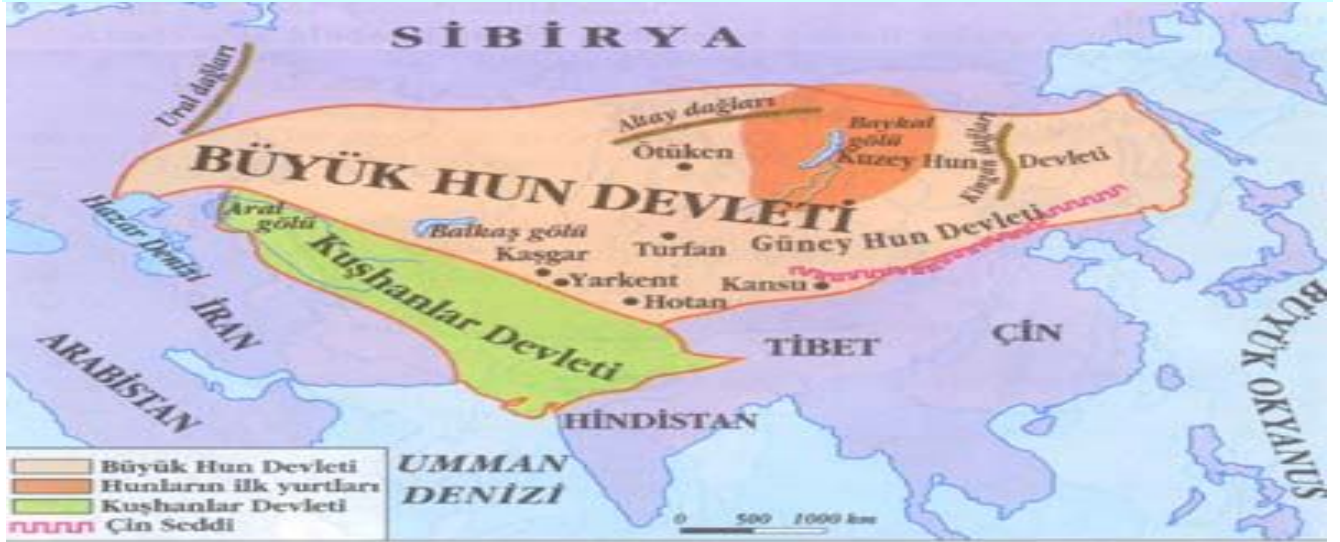 SİBİRYA
Ural dağları
Altay dağları
Baykal
gölü
Ötüken
Kuzey Hun
Kingan dağları
Devleti
BÜYÜK HUN DEVLETİ
Hazar Denizi
Aral
gölü
Balkaş gölü
Turfan
Güney Hun Devleti
Kaşgar
Yarkent
Kansu
Hotan
Kuşhanlar Devleti
İRAN
ARABİSTAN
TİBET
ÇİN
BÜYÜK OKYANUS
HİNDİSTAN
UMMAN
DENİZİ
Büyük Hun Devleti
Hunların ilk yurtları
Kuşhanlar Devleti
Çin Seddi
0 500 1000 km